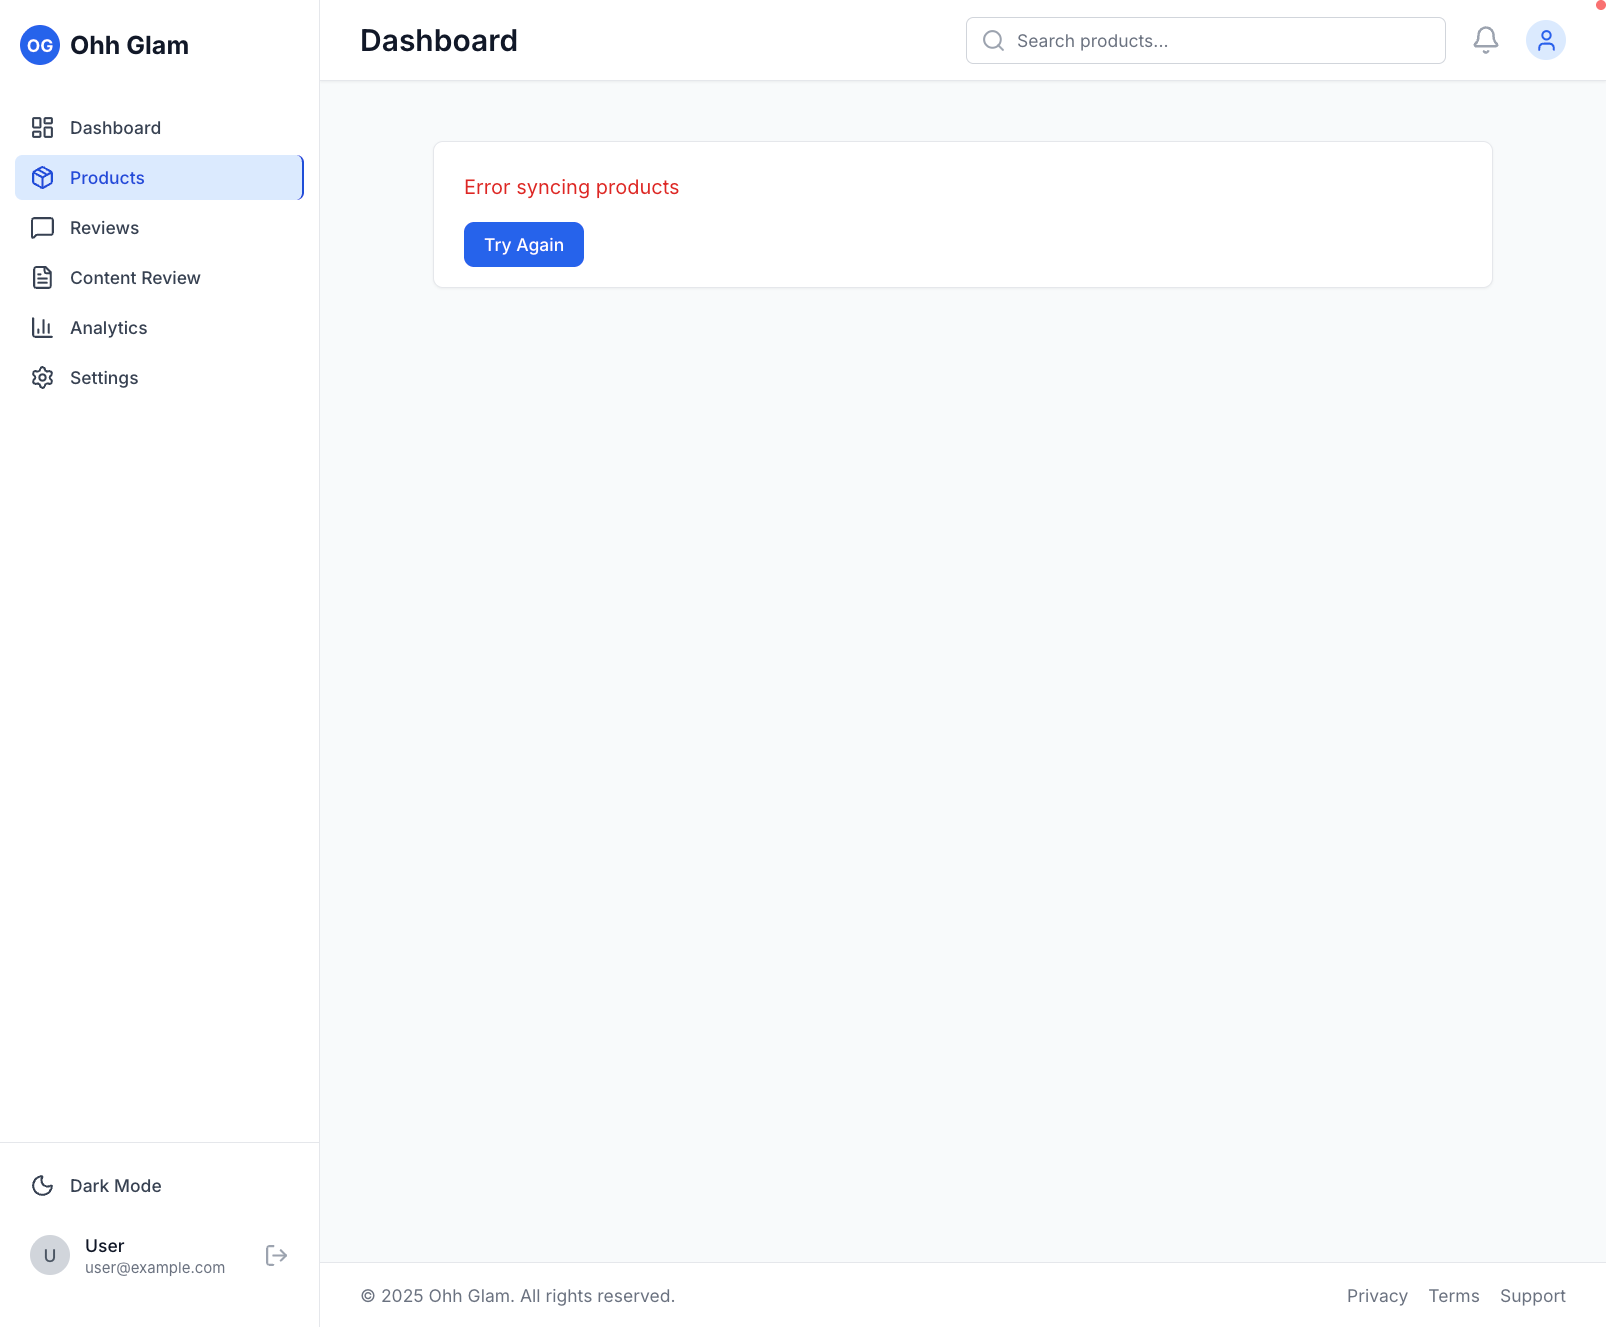 OG Ohh Glam
Dashboard
Products
Reviews
Content Review
Analytics
Settings
Dark Mode
U
User
user@example.com
Dashboard
Search products...
Error syncing products
Try Again
© 2025 Ohh Glam. All rights reserved.
Privacy Terms Support